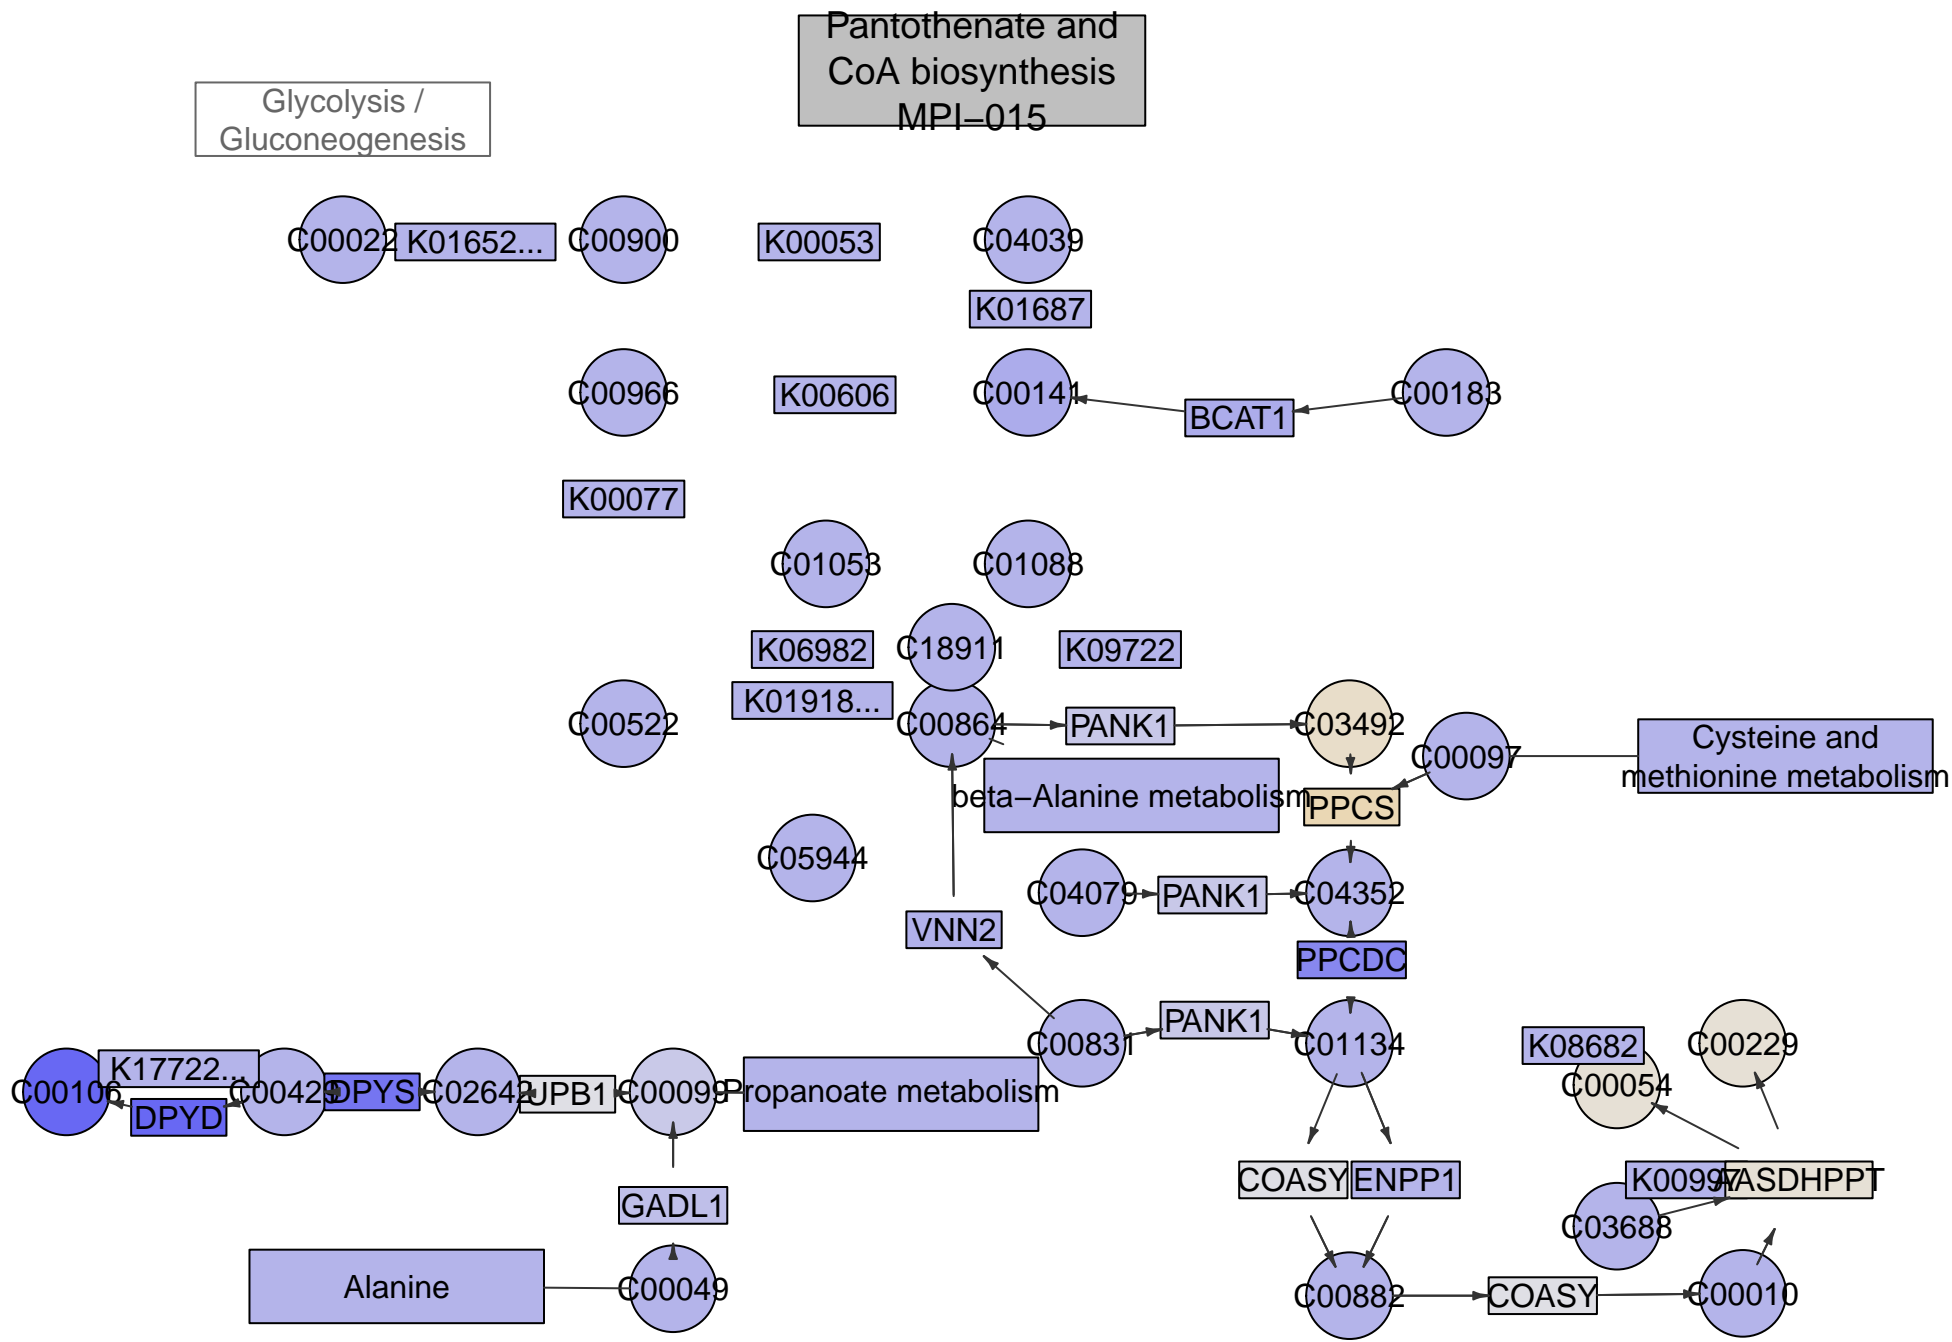 Pantothenate and
CoA biosynthesis
MPI−015
Glycolysis /
Gluconeogenesis
C00022
K01652...
C00900
K00053
C04039
K01687
C00966
K00606
C00141
BCAT1
C00183
K00077
C01053
C01088
K06982
C18911
K09722
K01918...
C00522
C00864
PANK1
C03492
C00097
Cysteine and
methionine metabolism
beta−Alanine metabolism
PPCS
C05944
C04079
PANK1
C04352
VNN2
PPCDC
C00831
PANK1
C01134
K08682
C00229
C00054
K17722...
C00106
DPYD
C00429
DPYS
C02642
UPB1
C00099
Propanoate metabolism
COASY
ENPP1
K00997
AASDHPPT
GADL1
C03688
Alanine
C00049
C00882
COASY
C00010